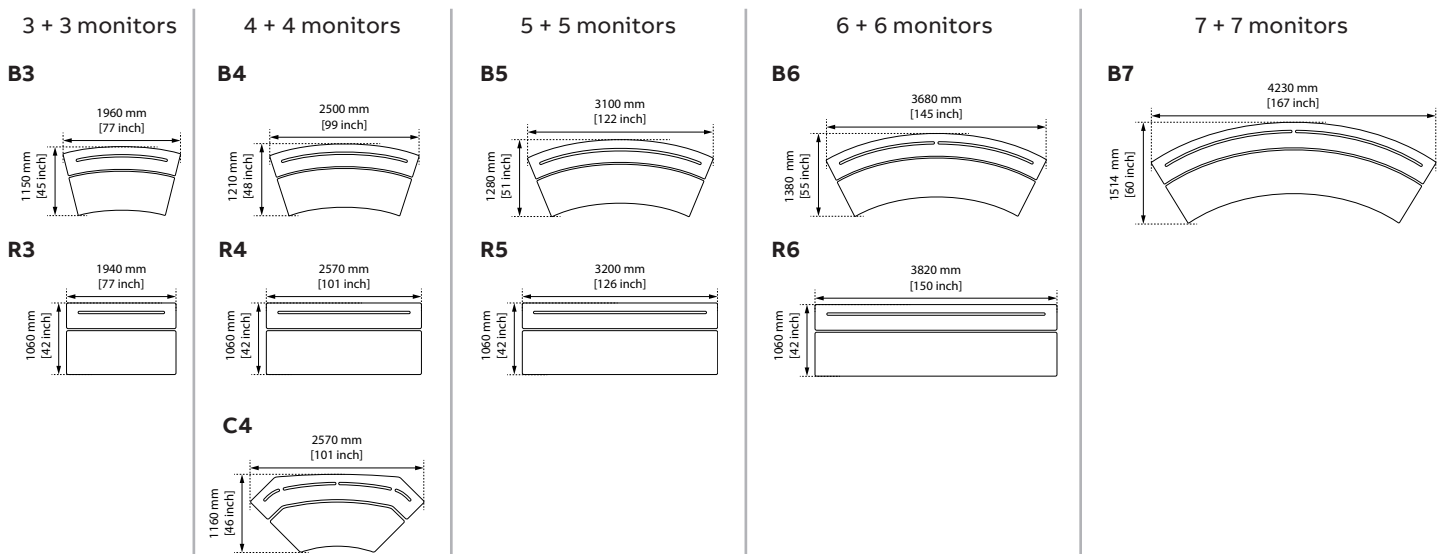 3 + 3 monitors
B3
1960 mm
[77 inch]
1150 mm
[45 inch]
R3
1940 mm
[77 inch]
1060 mm
[42 inch]
4 + 4 monitors
B4
2500 mm
[99 inch]
1210 mm
[48 inch]
R4
2570 mm
[101 inch]
1060 mm
[42 inch]
C4
2570 mm
[101 inch]
1160 mm
[46 inch]
5 + 5 monitors
B5
3100 mm
[122 inch]
1280 mm
[51 inch]
R5
3200 mm
[126 inch]
1060 mm
[42 inch]
6 + 6 monitors
B6
3680 mm
[145 inch]
1380 mm
[55 inch]
R6
3820 mm
[150 inch]
1060 mm
[42 inch]
7 + 7 monitors
B7
4230 mm
[167 inch]
1514 mm
[60 inch]